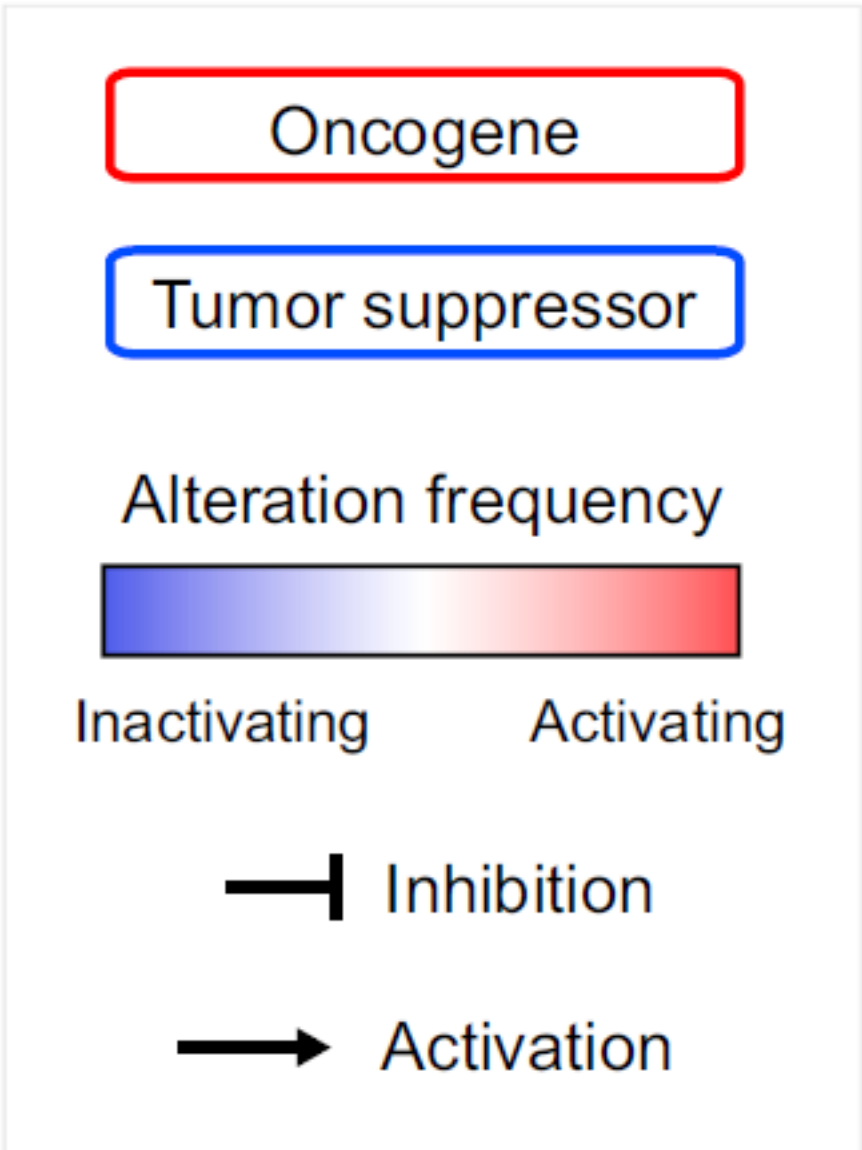 Oncogene
Tumor suppressor
Alteration frequency
Inactivating Activating
Inhibition
Activation